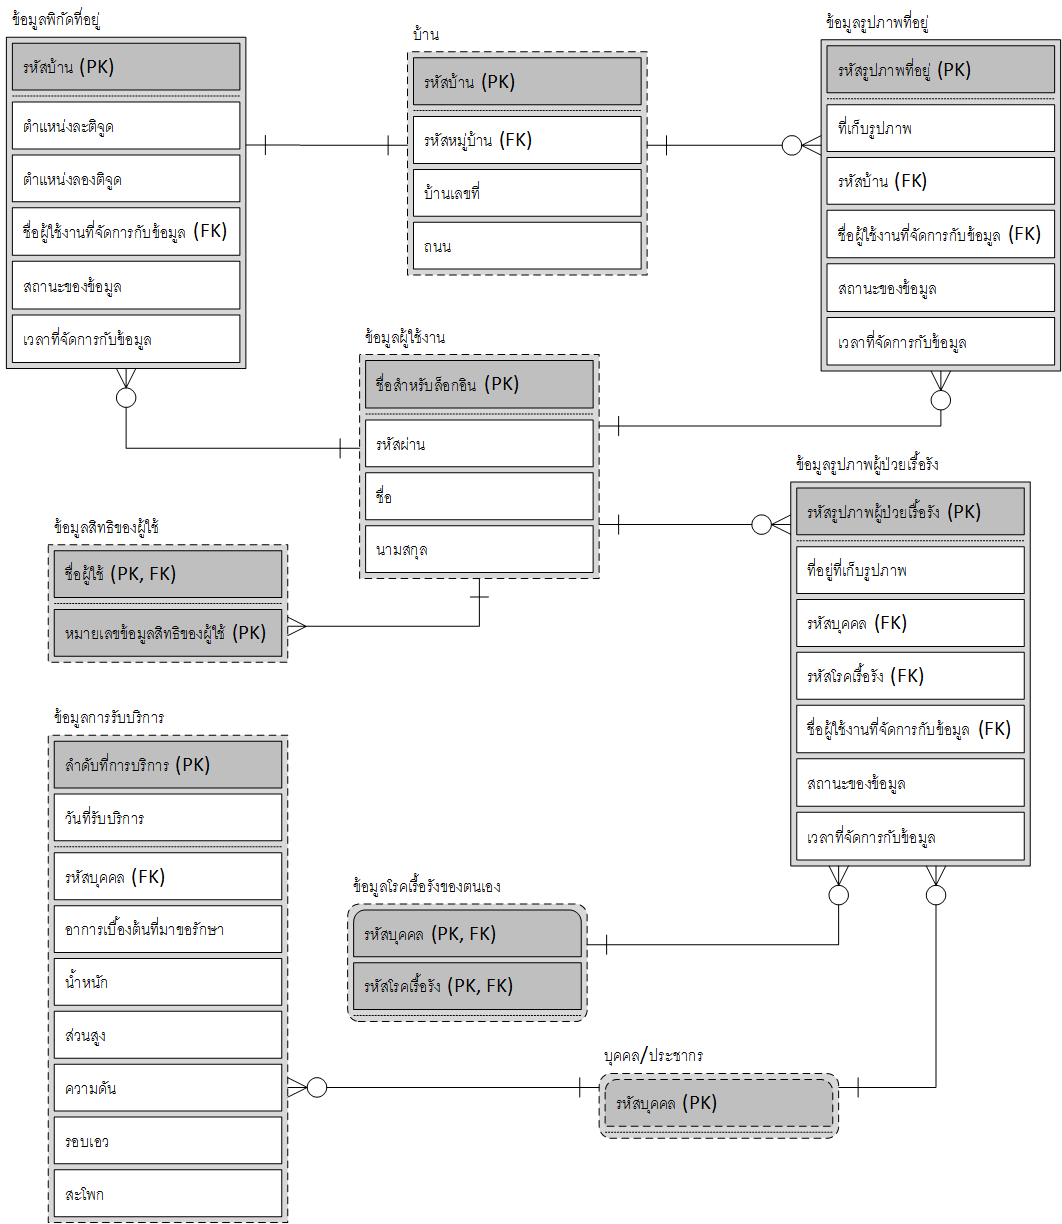 ข้อมูลพิกัดที่อยู่
รหัสบ้าน (PK)
ตำแหน่งละติจูด
ตำแหน่งลองติจูด
ชื่อผู้ใช้งานที่จัดการกับข้อมูล (FK)
สถานะของข้อมูล
เวลาที่จัดการกับข้อมูล
บ้าน
รหัสบ้าน (PK)
รหัสหมู่บ้าน (FK)
บ้านเลขที่
ถนน
ข้อมูลรูปภาพที่อยู่
รหัสรูปภาพที่อยู่ (PK)
ที่เก็บรูปภาพ
รหัสบ้าน (FK)
ชื่อผู้ใช้งานที่จัดการกับข้อมูล (FK)
สถานะของข้อมูล
เวลาที่จัดการกับข้อมูล
ข้อมูลผู้ใช้งาน
ชื่อสำหรับล็อกอิน (PK)
รหัสผ่าน
ชื่อ
นามสกุล
ข้อมูลรูปภาพผู้ป่วยเรื้อรัง
รหัสรูปภาพผู้ป่วยเรื้อรัง (PK)
ที่อยู่ที่เก็บรูปภาพ
รหัสบุคคล (FK)
รหัสโรคเรื้อรัง (FK)
ชื่อผู้ใช้งานที่จัดการกับข้อมูล (FK)
สถานะของข้อมูล
เวลาที่จัดการกับข้อมูล
ข้อมูลสิทธิของผู้ใช้
ชื่อผู้ใช้ (PK, FK)
หมายเลขข้อมูลสิทธิของผู้ใช้ (PK)
ข้อมูลการรับบริการ
ลำดับที่การบริการ (PK)
วันที่รับบริการ
รหัสบุคคล (FK)
อาการเบื้องต้นที่มาขอรักษา
น้ำหนัก
ส่วนสูง
ความดัน
รอบเอว
สะโพก
ข้อมูลโรคเรื้อรังของตนเอง
รหัสบุคคล (PK, FK)
รหัสโรคเรื้อรัง (PK, FK)
บุคคล/ประชากร
รหัสบุคคล (PK)